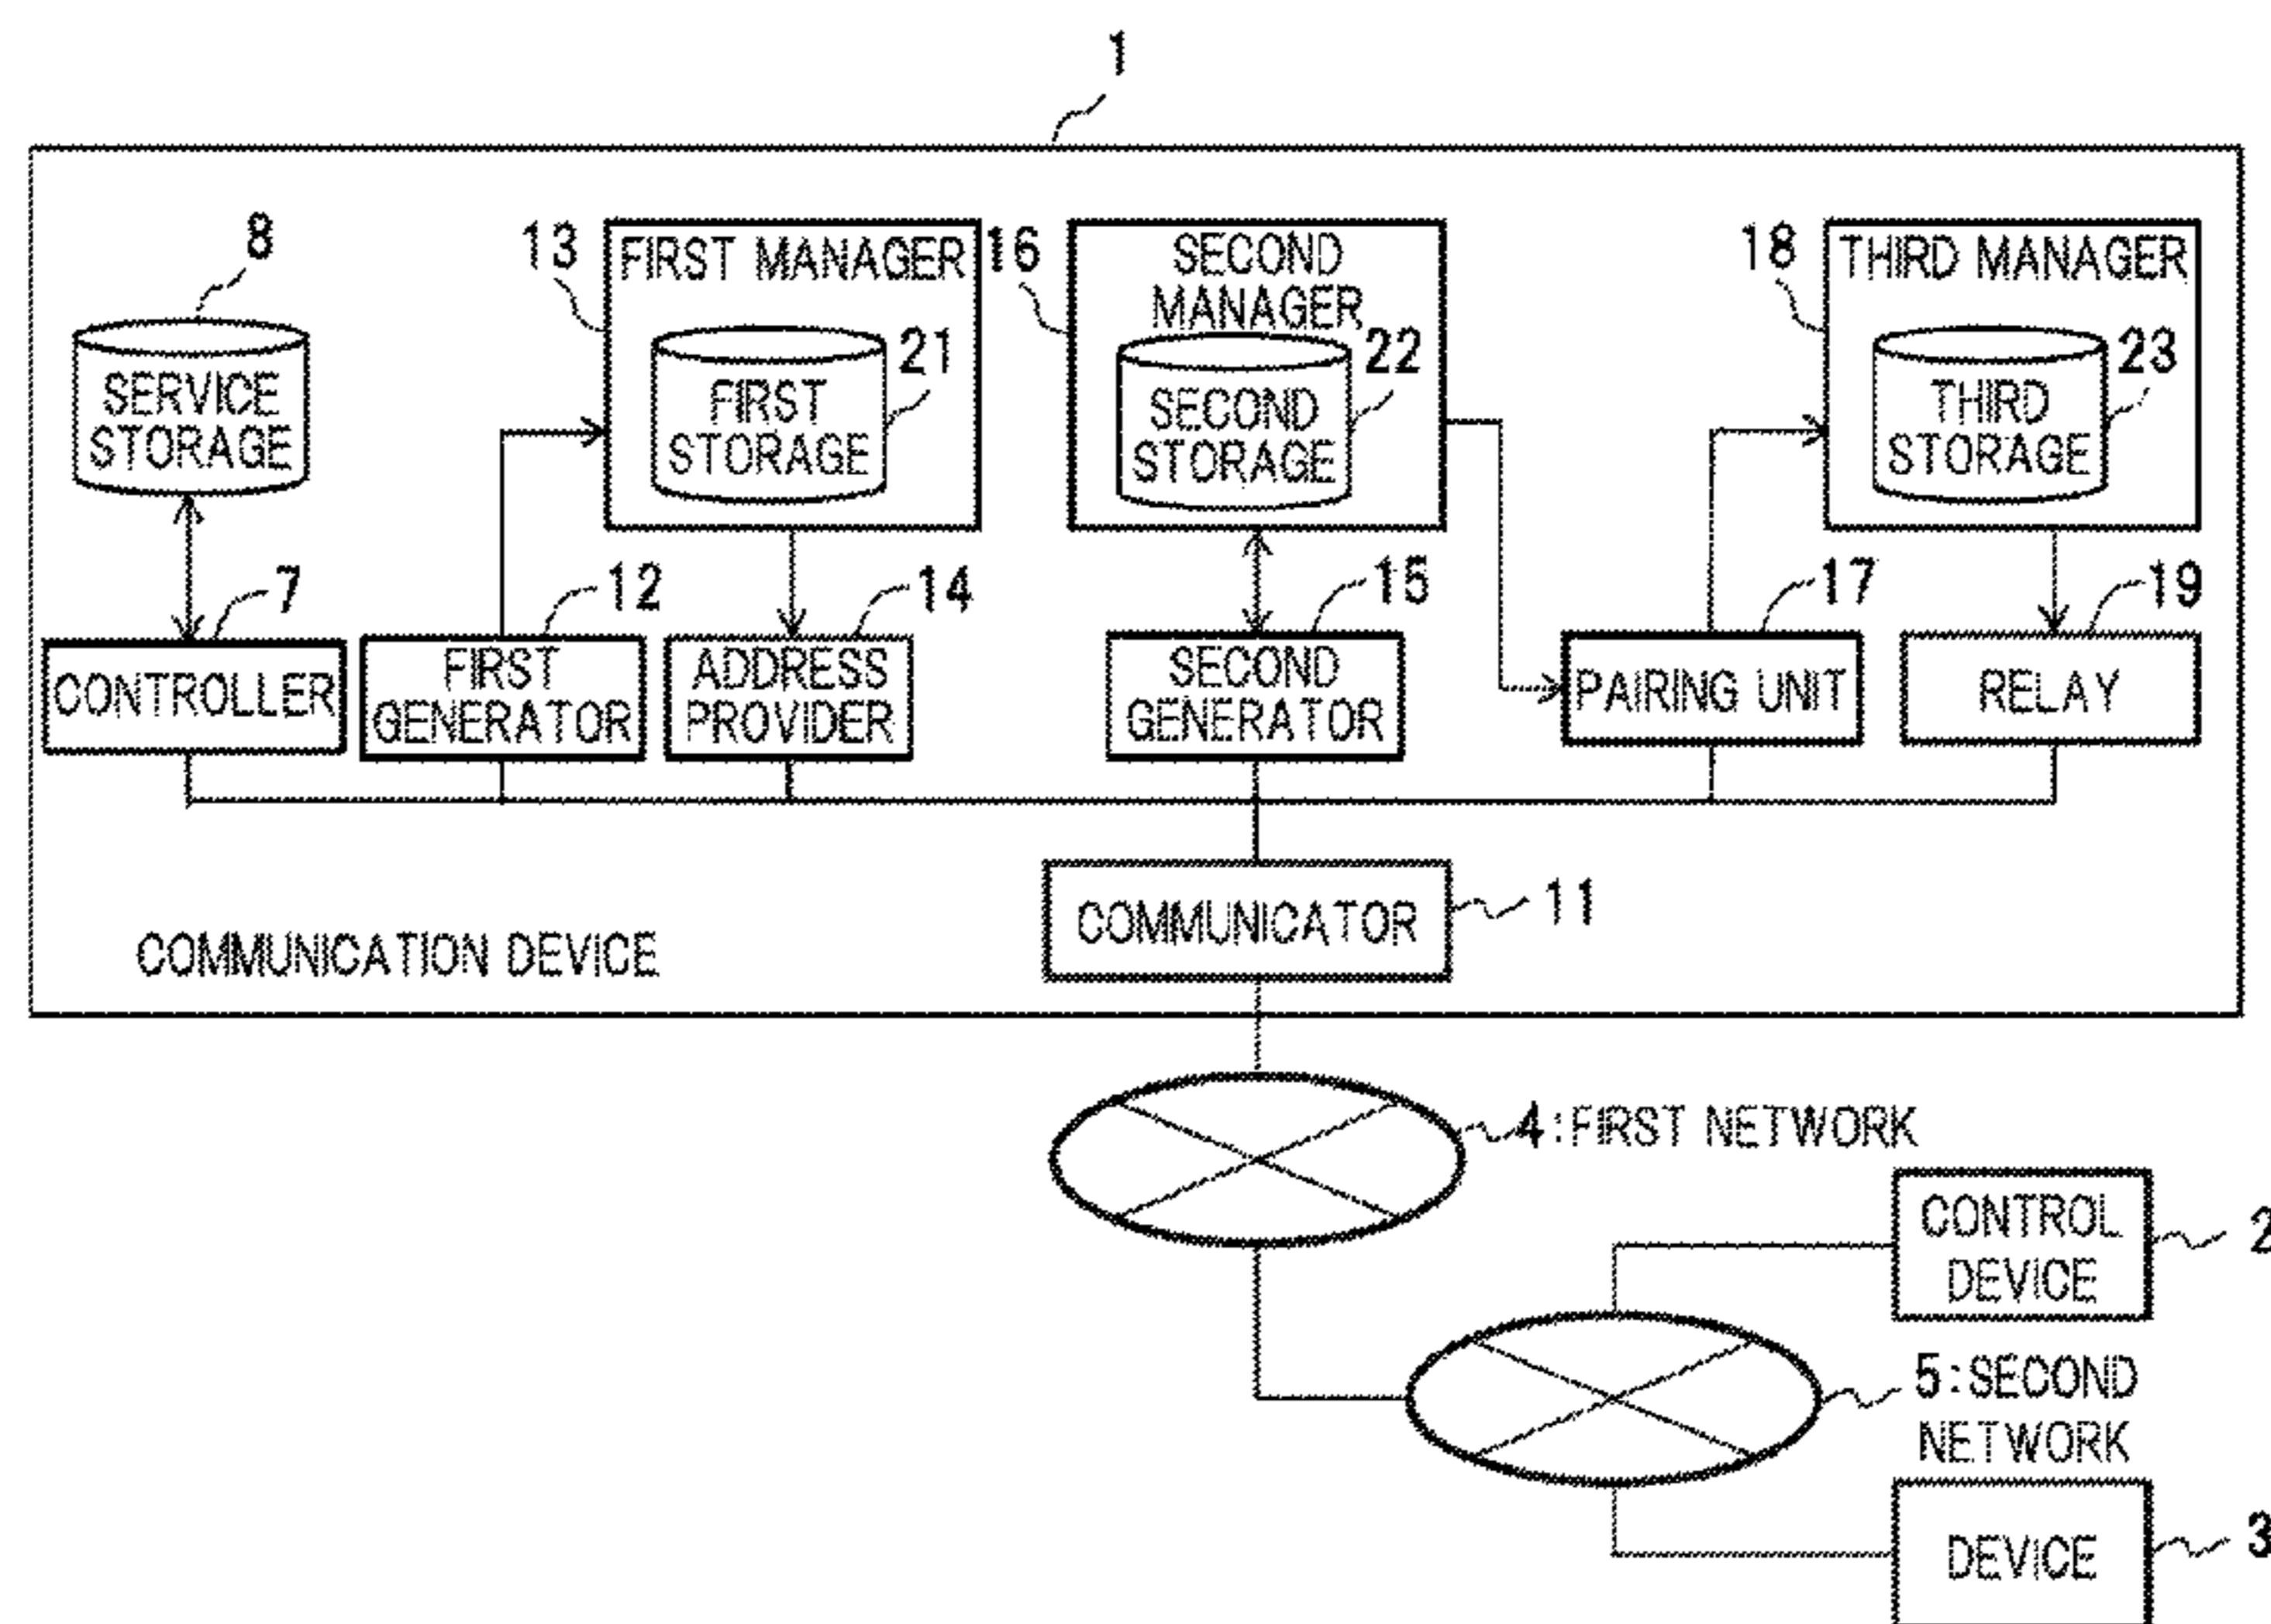 1
8
13
FIRST MANAGER
16
SECOND
MANAGER
18
THIRD MANAGER
SERVICE
STORAGE
FIRST
STORAGE
21
SECOND
STORAGE
22
THIRD
STORAGE
23
7
12
14
15
17
19
CONTROLLER
FIRST
GENERATOR
ADDRESS
PROVIDER
SECOND
GENERATOR
PAIRING UNIT
RELAY
COMMUNICATOR
11
COMMUNICATION DEVICE
4:FIRST NETWORK
CONTROL
DEVICE
2
5:SECOND
NETWORK
DEVICE
3